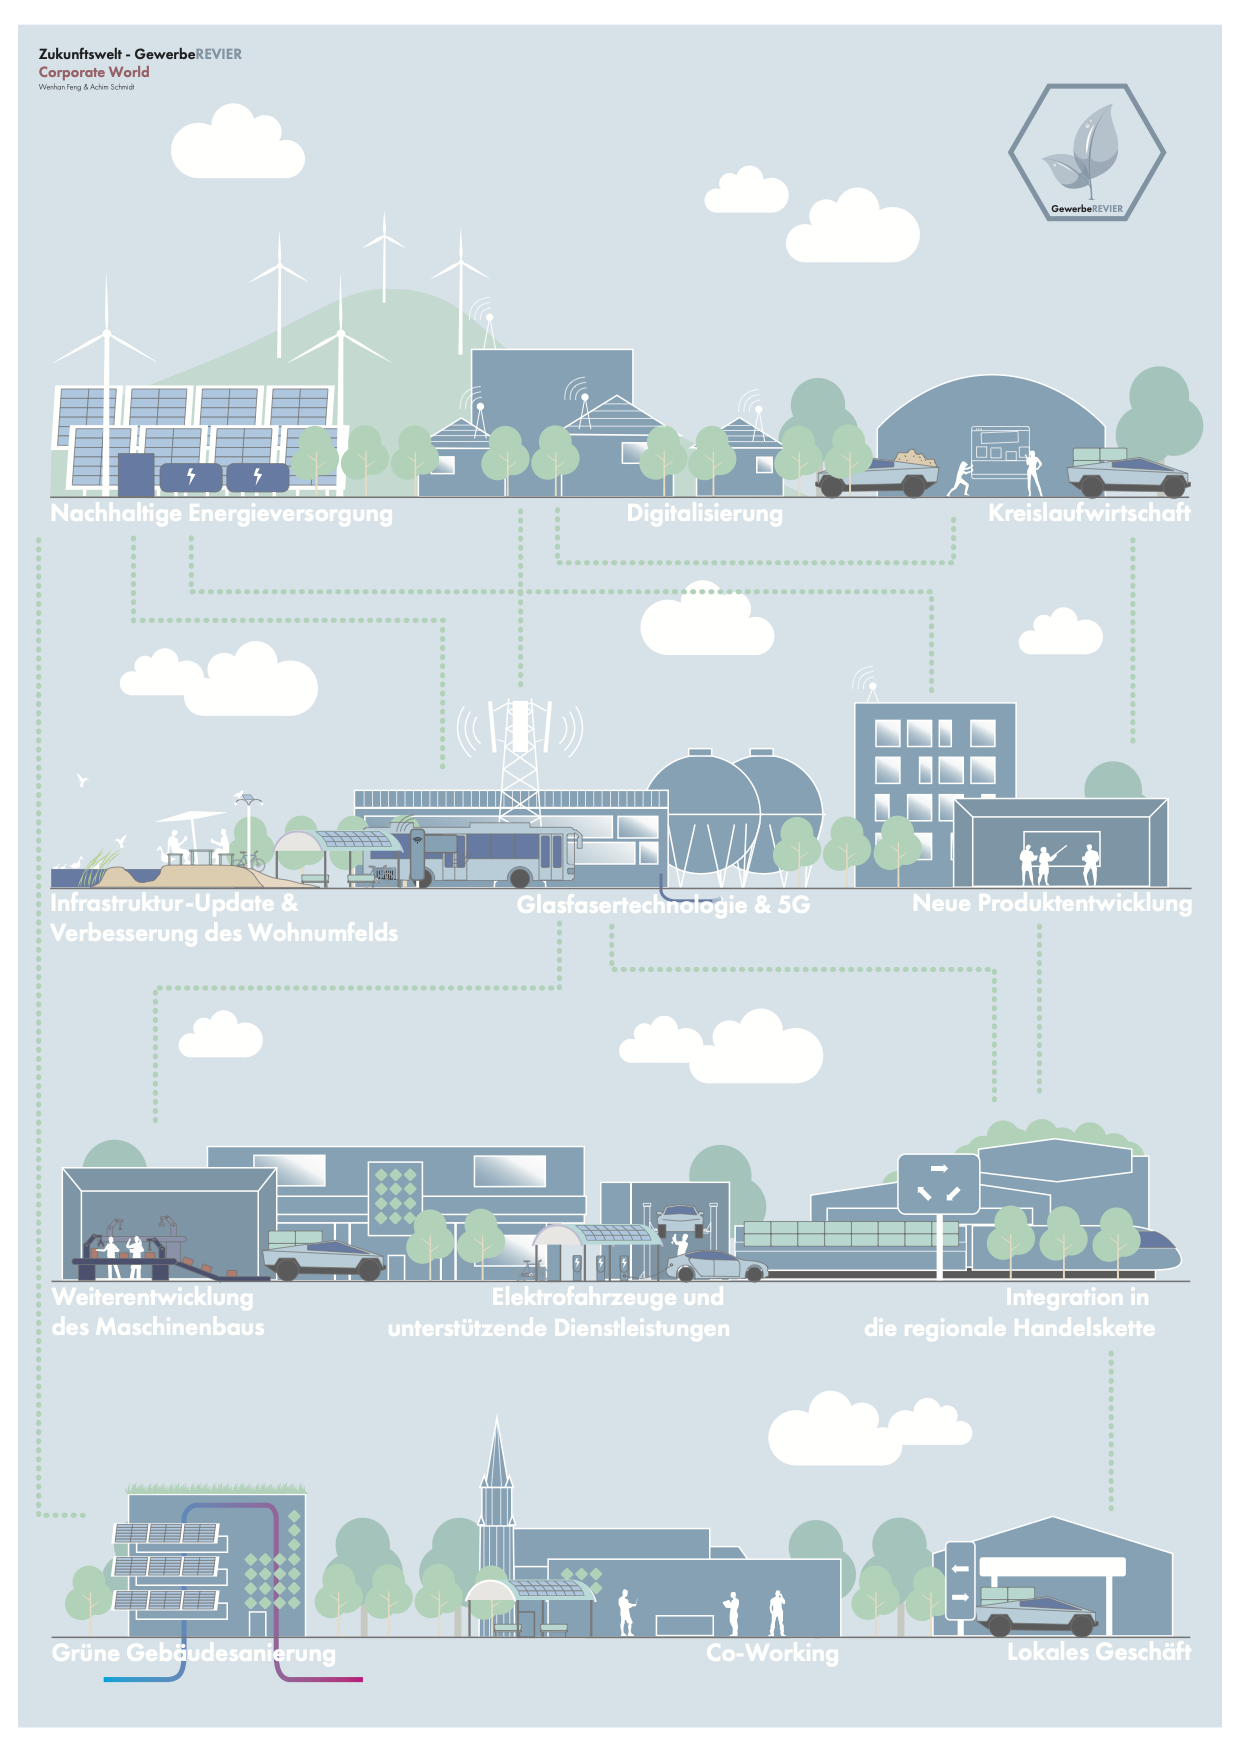 Zukunftswelt - GewerbeREVIER
Corporate World
Wenhan Feng & Achim Schmidt
GewerbeREVIER
Nachhaltige Energieversorgung
Digitalisierung
Kreislaufwirtschaft
Infrastruktur-Update &
Verbesserung des Wohnumfelds
Glasfasertechnologie & 5G
Neue Produktentwicklung
Weiterentwicklung
des Maschinenbaus
Elektrofahrzeuge und
unterstützende Dienstleistungen
Integration in
die regionale Handelskette
Grüne Gebäudesanierung
Co-Working
Lokales Geschäft